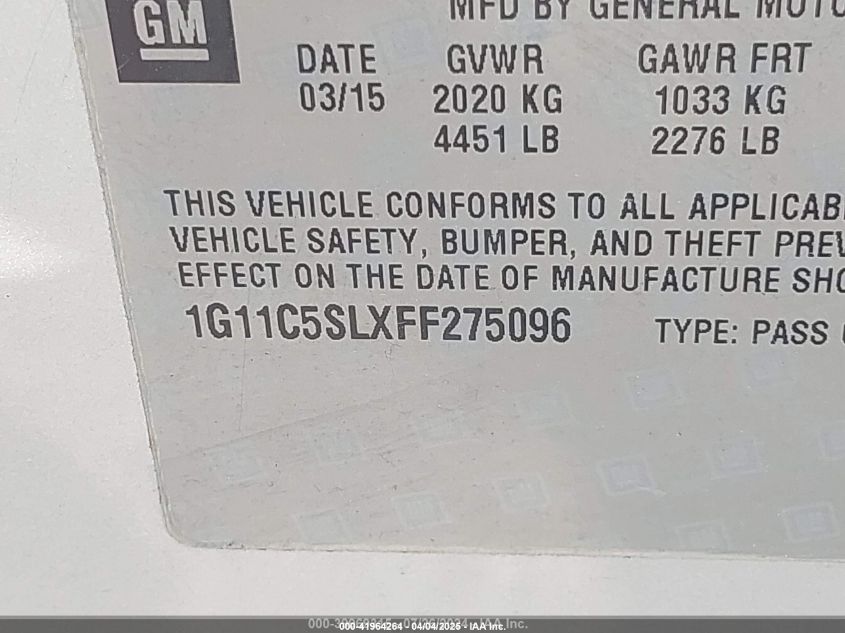 GM
MFD BY GENERAL MOTO
DATE GVWR GAWR FRT
03/15 2020 KG 1033 KG
4451 LB 2276 LB
THIS VEHICLE CONFORMS TO ALL APPLICAB
VEHICLE SAFETY, BUMPER, AND THEFT PREV
EFFECT ON THE DATE OF MANUFACTURE SHO
1G11C5SLXFF275096 TYPE: PASS
000-41964264 - 04/04/2025 - IAA Inc.